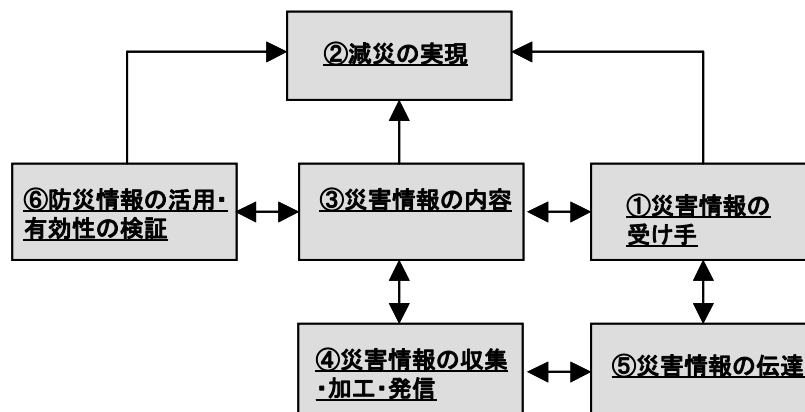 ②減災の実現
⑥防災情報の活用・
有効性の検証
③災害情報の内容
①災害情報の
受け手
④災害情報の収集
・加工・発信
⑤災害情報の伝達